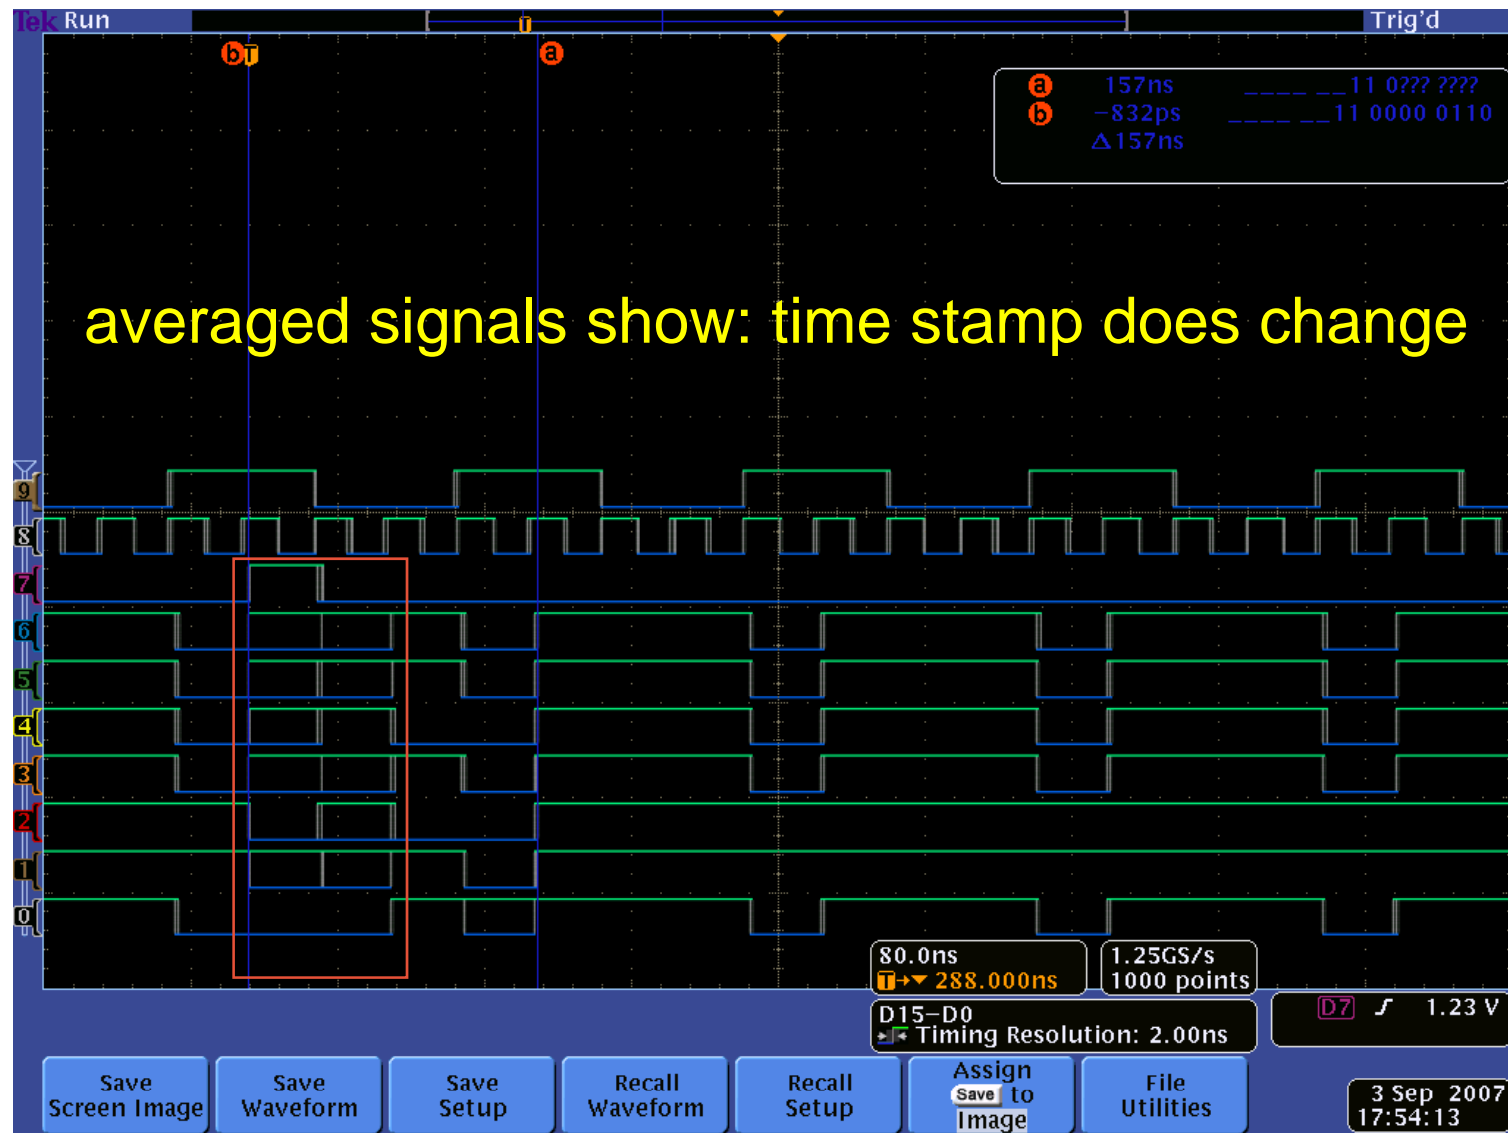 Tek Run Trig'd
b T a
a 157ns ____ __11 0??? ????
b -832ps ____ __11 0000 0110
Δ157ns
averaged signals show: time stamp does change
9
8
7
6
5
4
3
2
1
0
80.0ns
T→▼ 288.000ns
1.25GS/s
1000 points
D15-D0
Timing Resolution: 2.00ns
D7 1.23 V
Save
Screen Image
Save
Waveform
Save
Setup
Recall
Waveform
Recall
Setup
Assign
Save to
Image
File
Utilities
3 Sep 2007
17:54:13